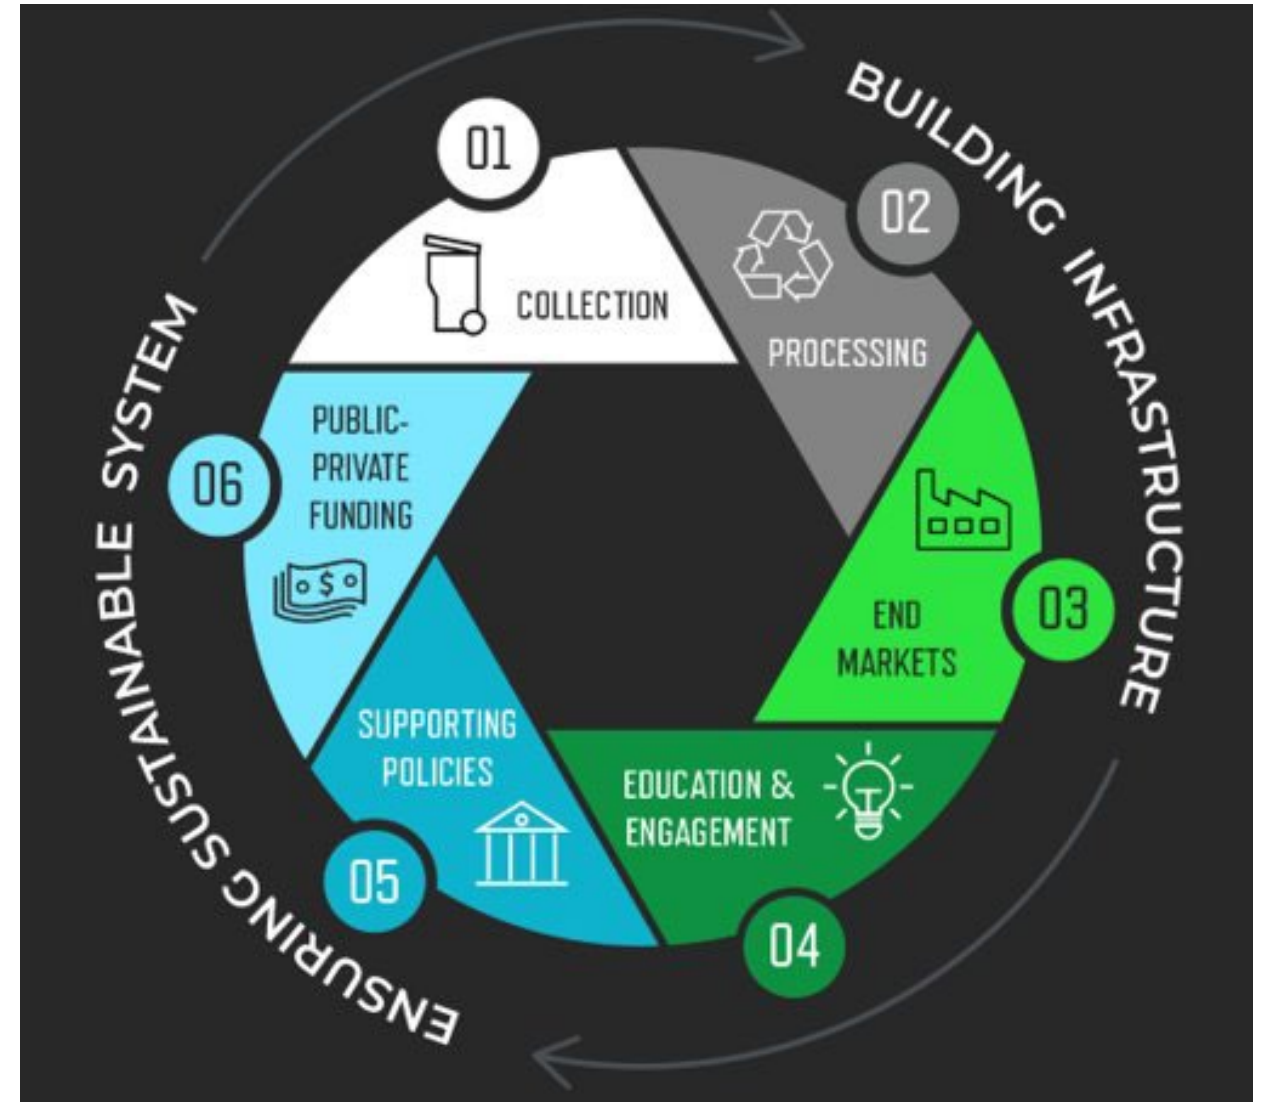 BUILDING INFRASTRUCTURE
01
COLLECTION
02
PROCESSING
03
END
MARKETS
04
EDUCATION &
ENGAGEMENT
05
SUPPORTING
POLICIES
06
PUBLIC-
PRIVATE
FUNDING
$
ENSURING SUSTAINABLE SYSTEM